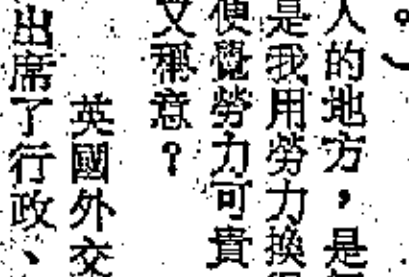 。）
人的地方，是
是我用勞力換
便覺勞力可貴
又稱意？
英國外交
出席了行政、